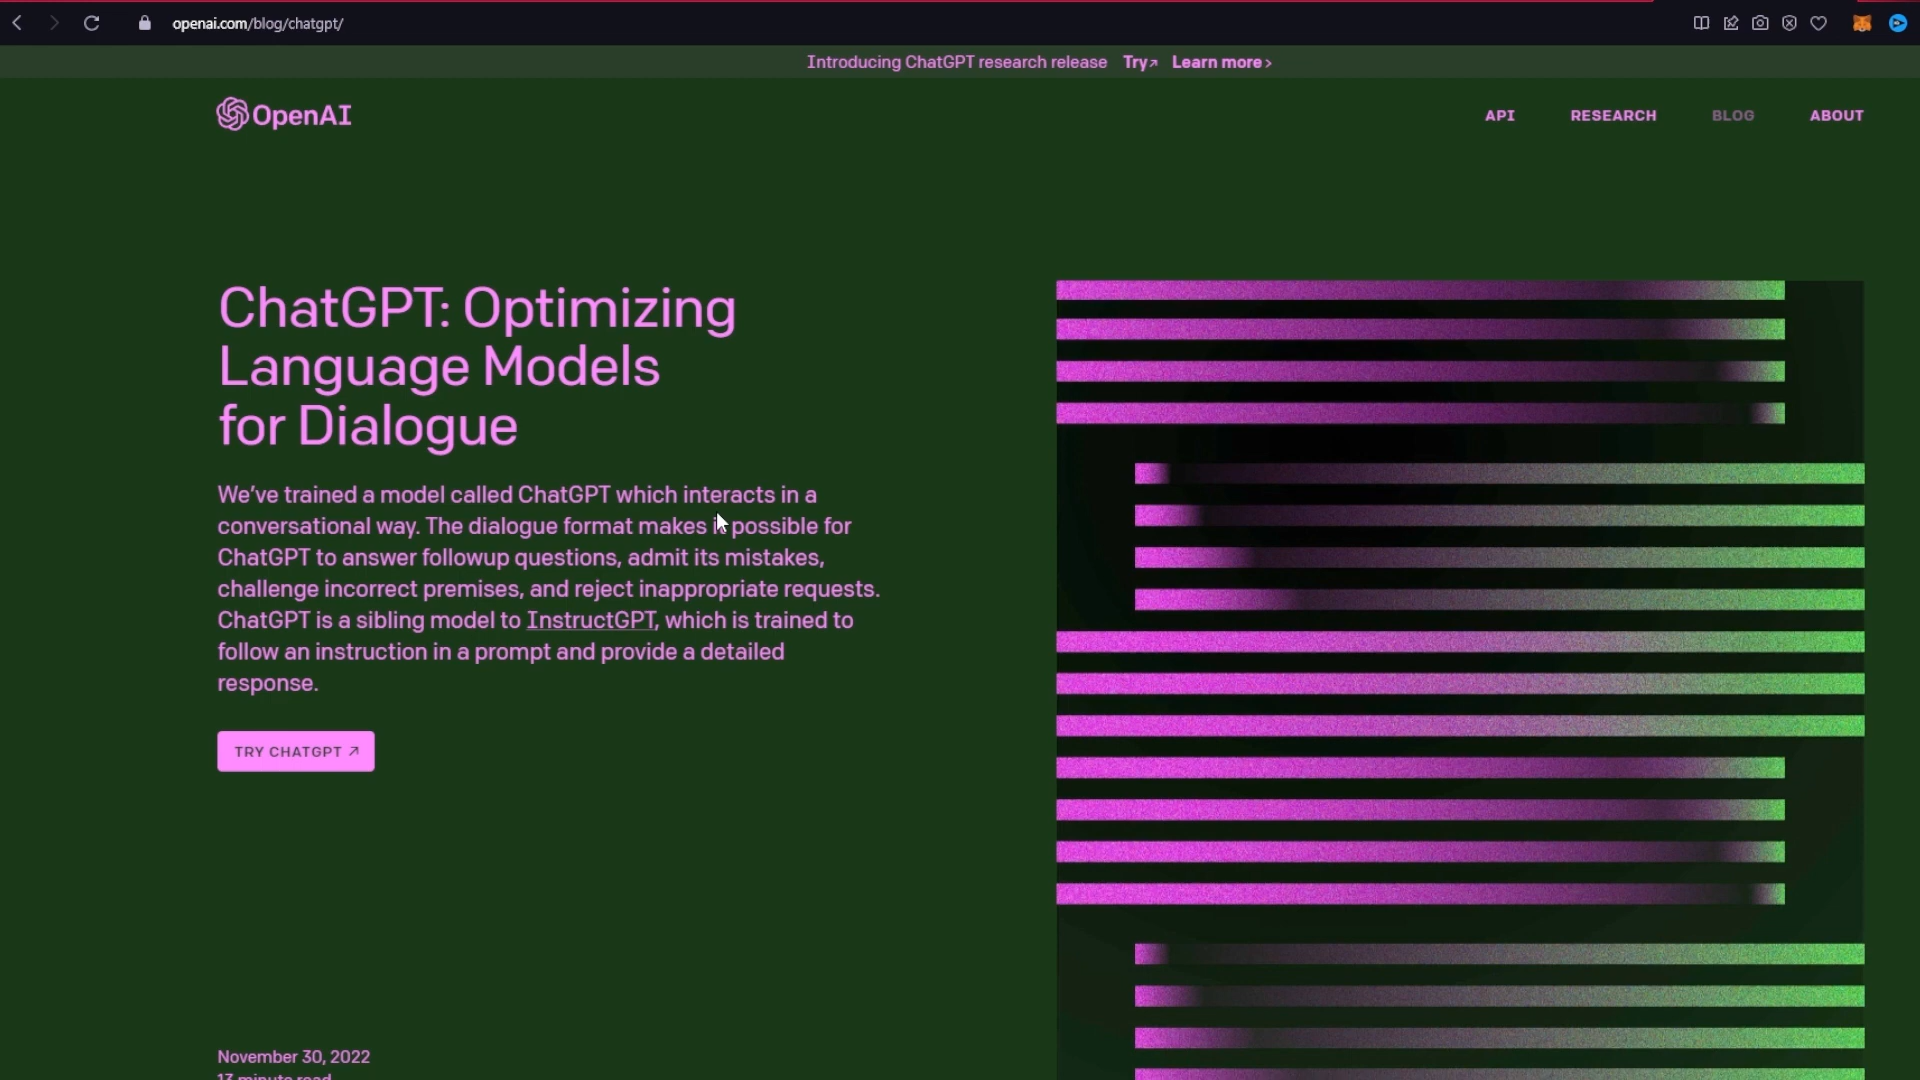 openai.com/blog/chatgpt/
Introducing ChatGPT research release Try↗ Learn more ›
OpenAI
API RESEARCH BLOG ABOUT
ChatGPT: Optimizing
Language Models
for Dialogue
We’ve trained a model called ChatGPT which interacts in a
conversational way. The dialogue format makes it possible for
ChatGPT to answer followup questions, admit its mistakes,
challenge incorrect premises, and reject inappropriate requests.
ChatGPT is a sibling model to InstructGPT, which is trained to
follow an instruction in a prompt and provide a detailed
response.
TRY CHATGPT ↗
November 30, 2022
13 minute read